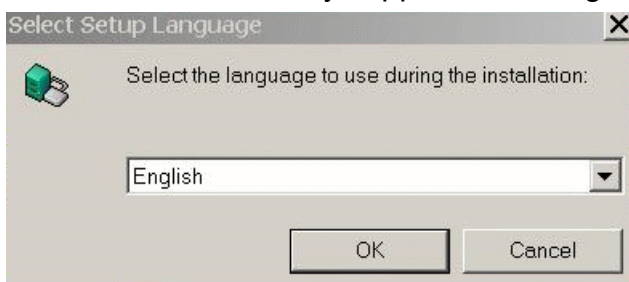 Select Setup Language
Select the language to use during the installation:
English
OK
Cancel